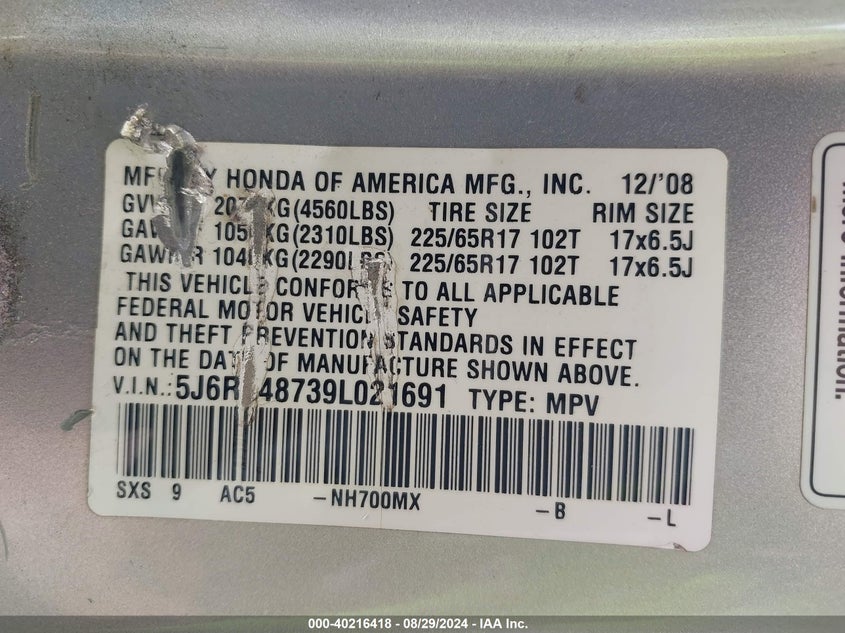 HONDA OF AMERICA MFG., INC. 12/'08
KG(4560LBS) TIRE SIZE RIM SIZE
KG(2310LBS) 225/65R17 102T 17x6.5J
225/65R17 102T 17x6.5J
THIS VEHICLE TO ALL APPLICABLE
FEDERAL MOTOR VEHICLE SAFETY
AND THEFT PREVENTION STANDARDS IN EFFECT
ON THE DATE OF MANUFACTURE SHOWN ABOVE.
V.I.N.: TYPE: MPV
SXS 9 AC5 -NH700MX -B -L
information.
000-40216418 - 08/29/2024 - IAA Inc.